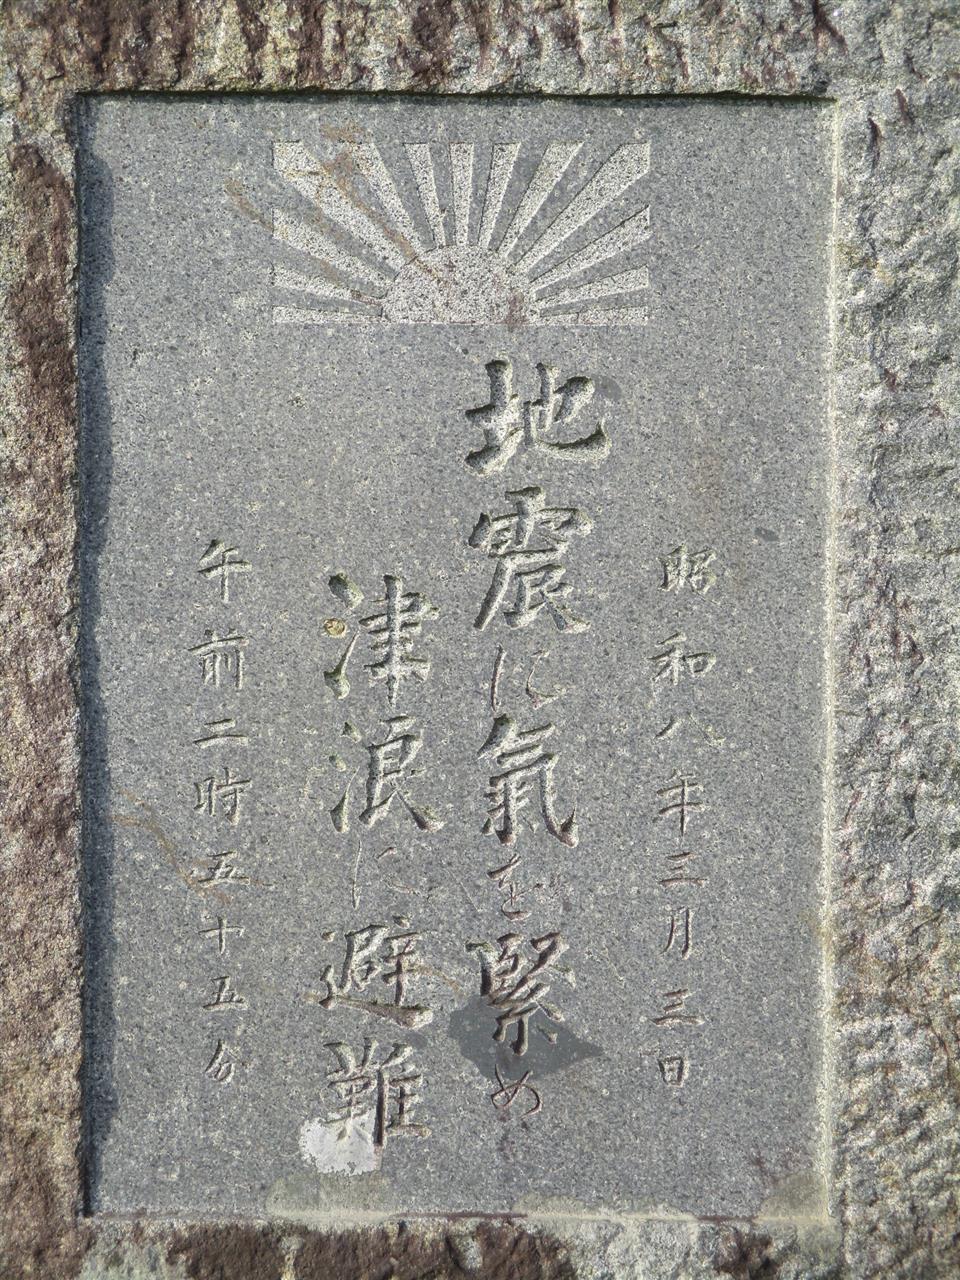 昭和八年三月三日
地震に氣を緊め
津浪に避難
午前二時五十五分